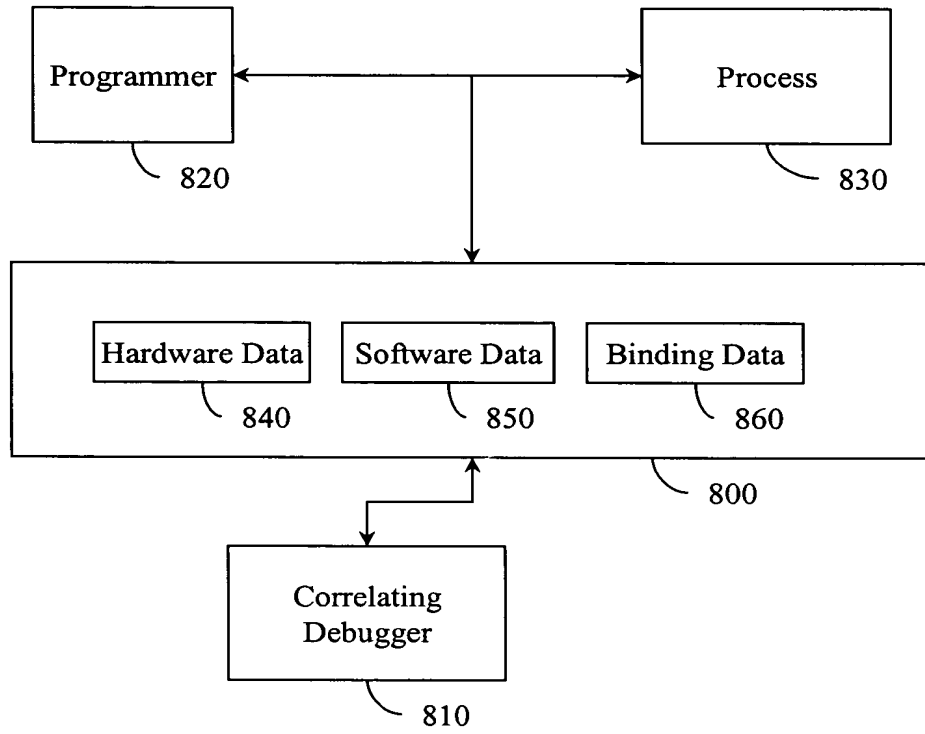 Programmer
Process
820
830
Hardware Data
Software Data
Binding Data
840
850
860
800
Correlating
Debugger
810